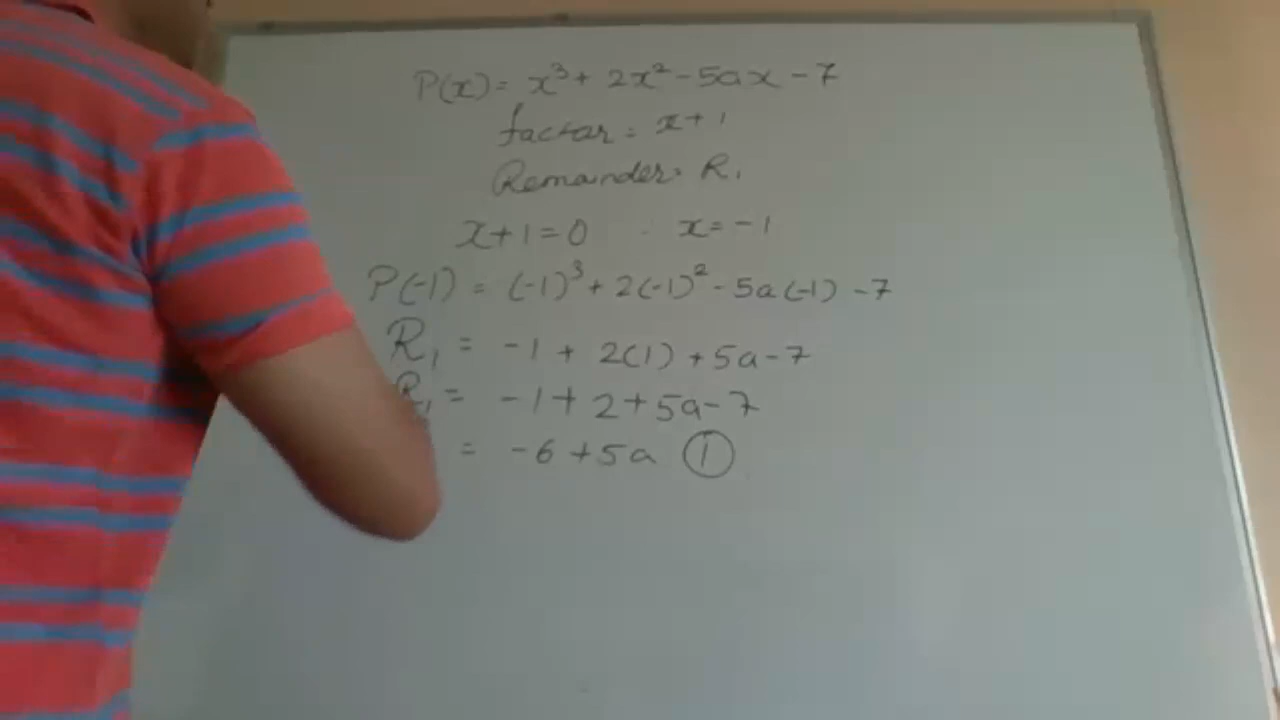 P(x) = x³ + 2x² - 5ax - 7
factor = x + 1
Remainder = R₁
x + 1 = 0 x = -1
P(-1) = (-1)³ + 2(-1)² - 5a(-1) - 7
R₁ = -1 + 2(1) + 5a - 7
R₁ = -1 + 2 + 5a - 7
= -6 + 5a ①